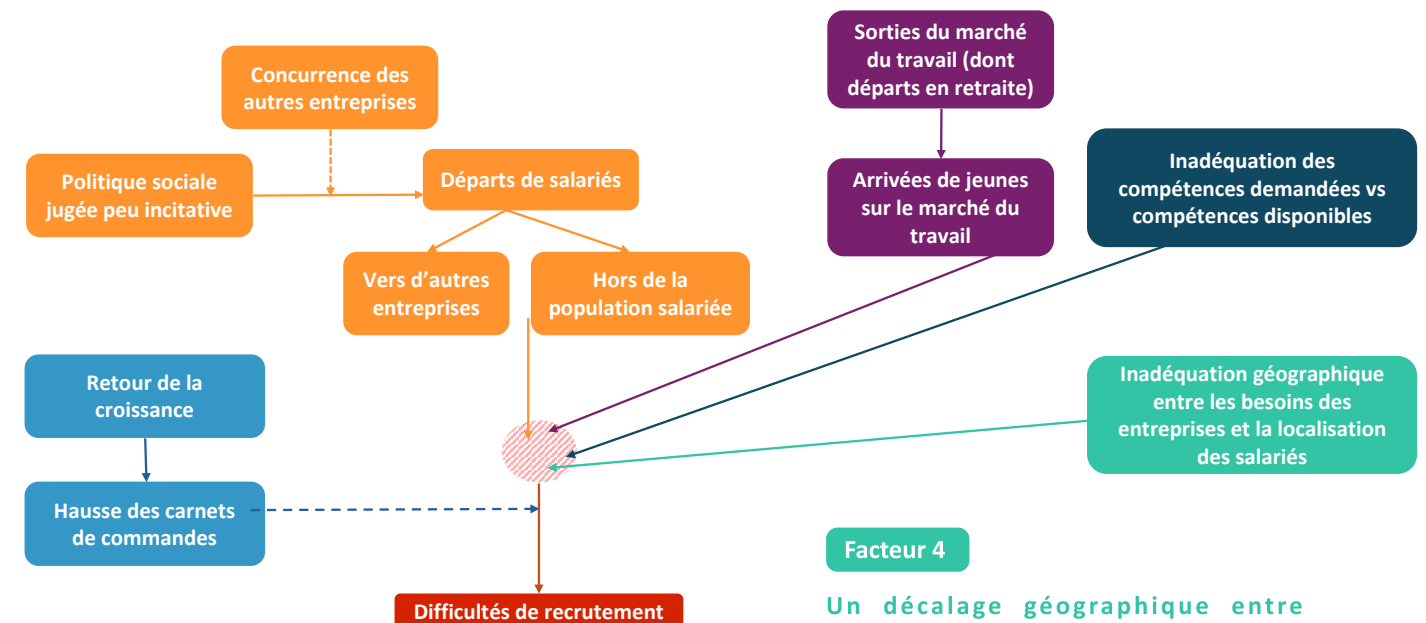 Sorties du marché
du travail (dont
départs en retraite)
Concurrence des
autres entreprises
Politique sociale
jugée peu incitative
Départs de salariés
Arrivées de jeunes
sur le marché du
travail
Inadéquation des
compétences demandées vs
compétences disponibles
Vers d’autres
entreprises
Hors de la
population salariée
Retour de la
croissance
Inadéquation géographique
entre les besoins des
entreprises et la localisation
des salariés
Hausse des carnets
de commandes
Facteur 4
Un décalage géographique entre
Difficultés de recrutement